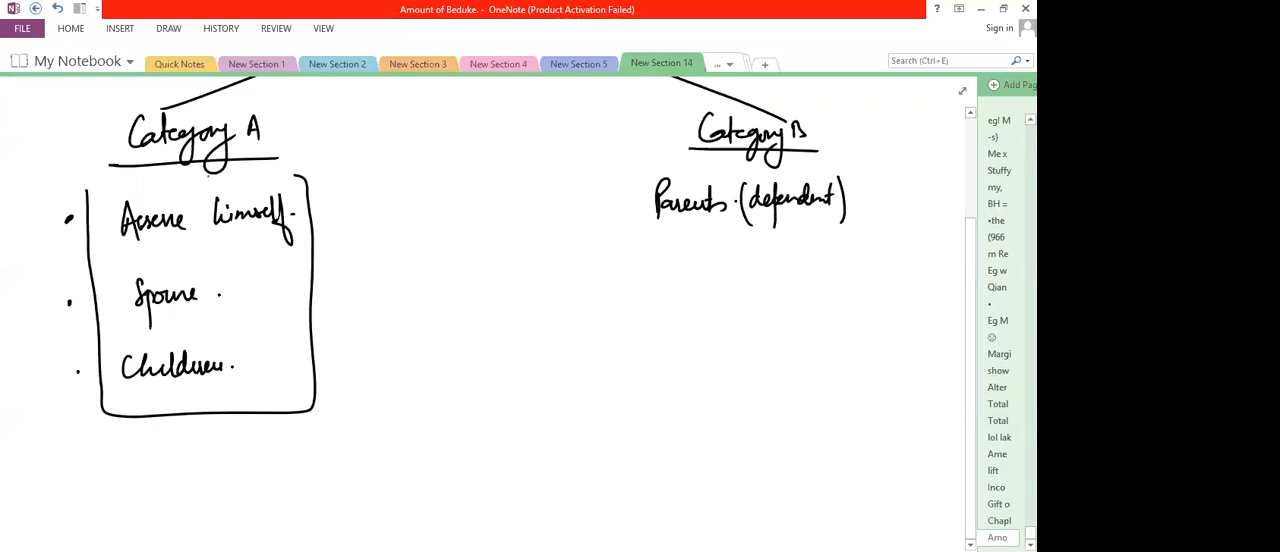 Amount of Beduke. - OneNote (Product Activation Failed)
?
Sign in
FILE HOME INSERT DRAW HISTORY REVIEW VIEW
My Notebook Quick Notes New Section 1 New Section 2 New Section 3 New Section 4 New Section 5 New Section 14 ... + Search (Ctrl+E)
Add Pag
Category A
Category B
Assesse himself.
Parents. (dependent)
Spouse.
Children.
eg! M
-s)
Me x
Stuffy
my,
BH =
•the
(966
m Re
Eg w
Qian
•
Eg M
☹
Margi
show
Alter
Total
Total
lol lak
Ame
lift
Inco
Gift o
Chapl
Amo